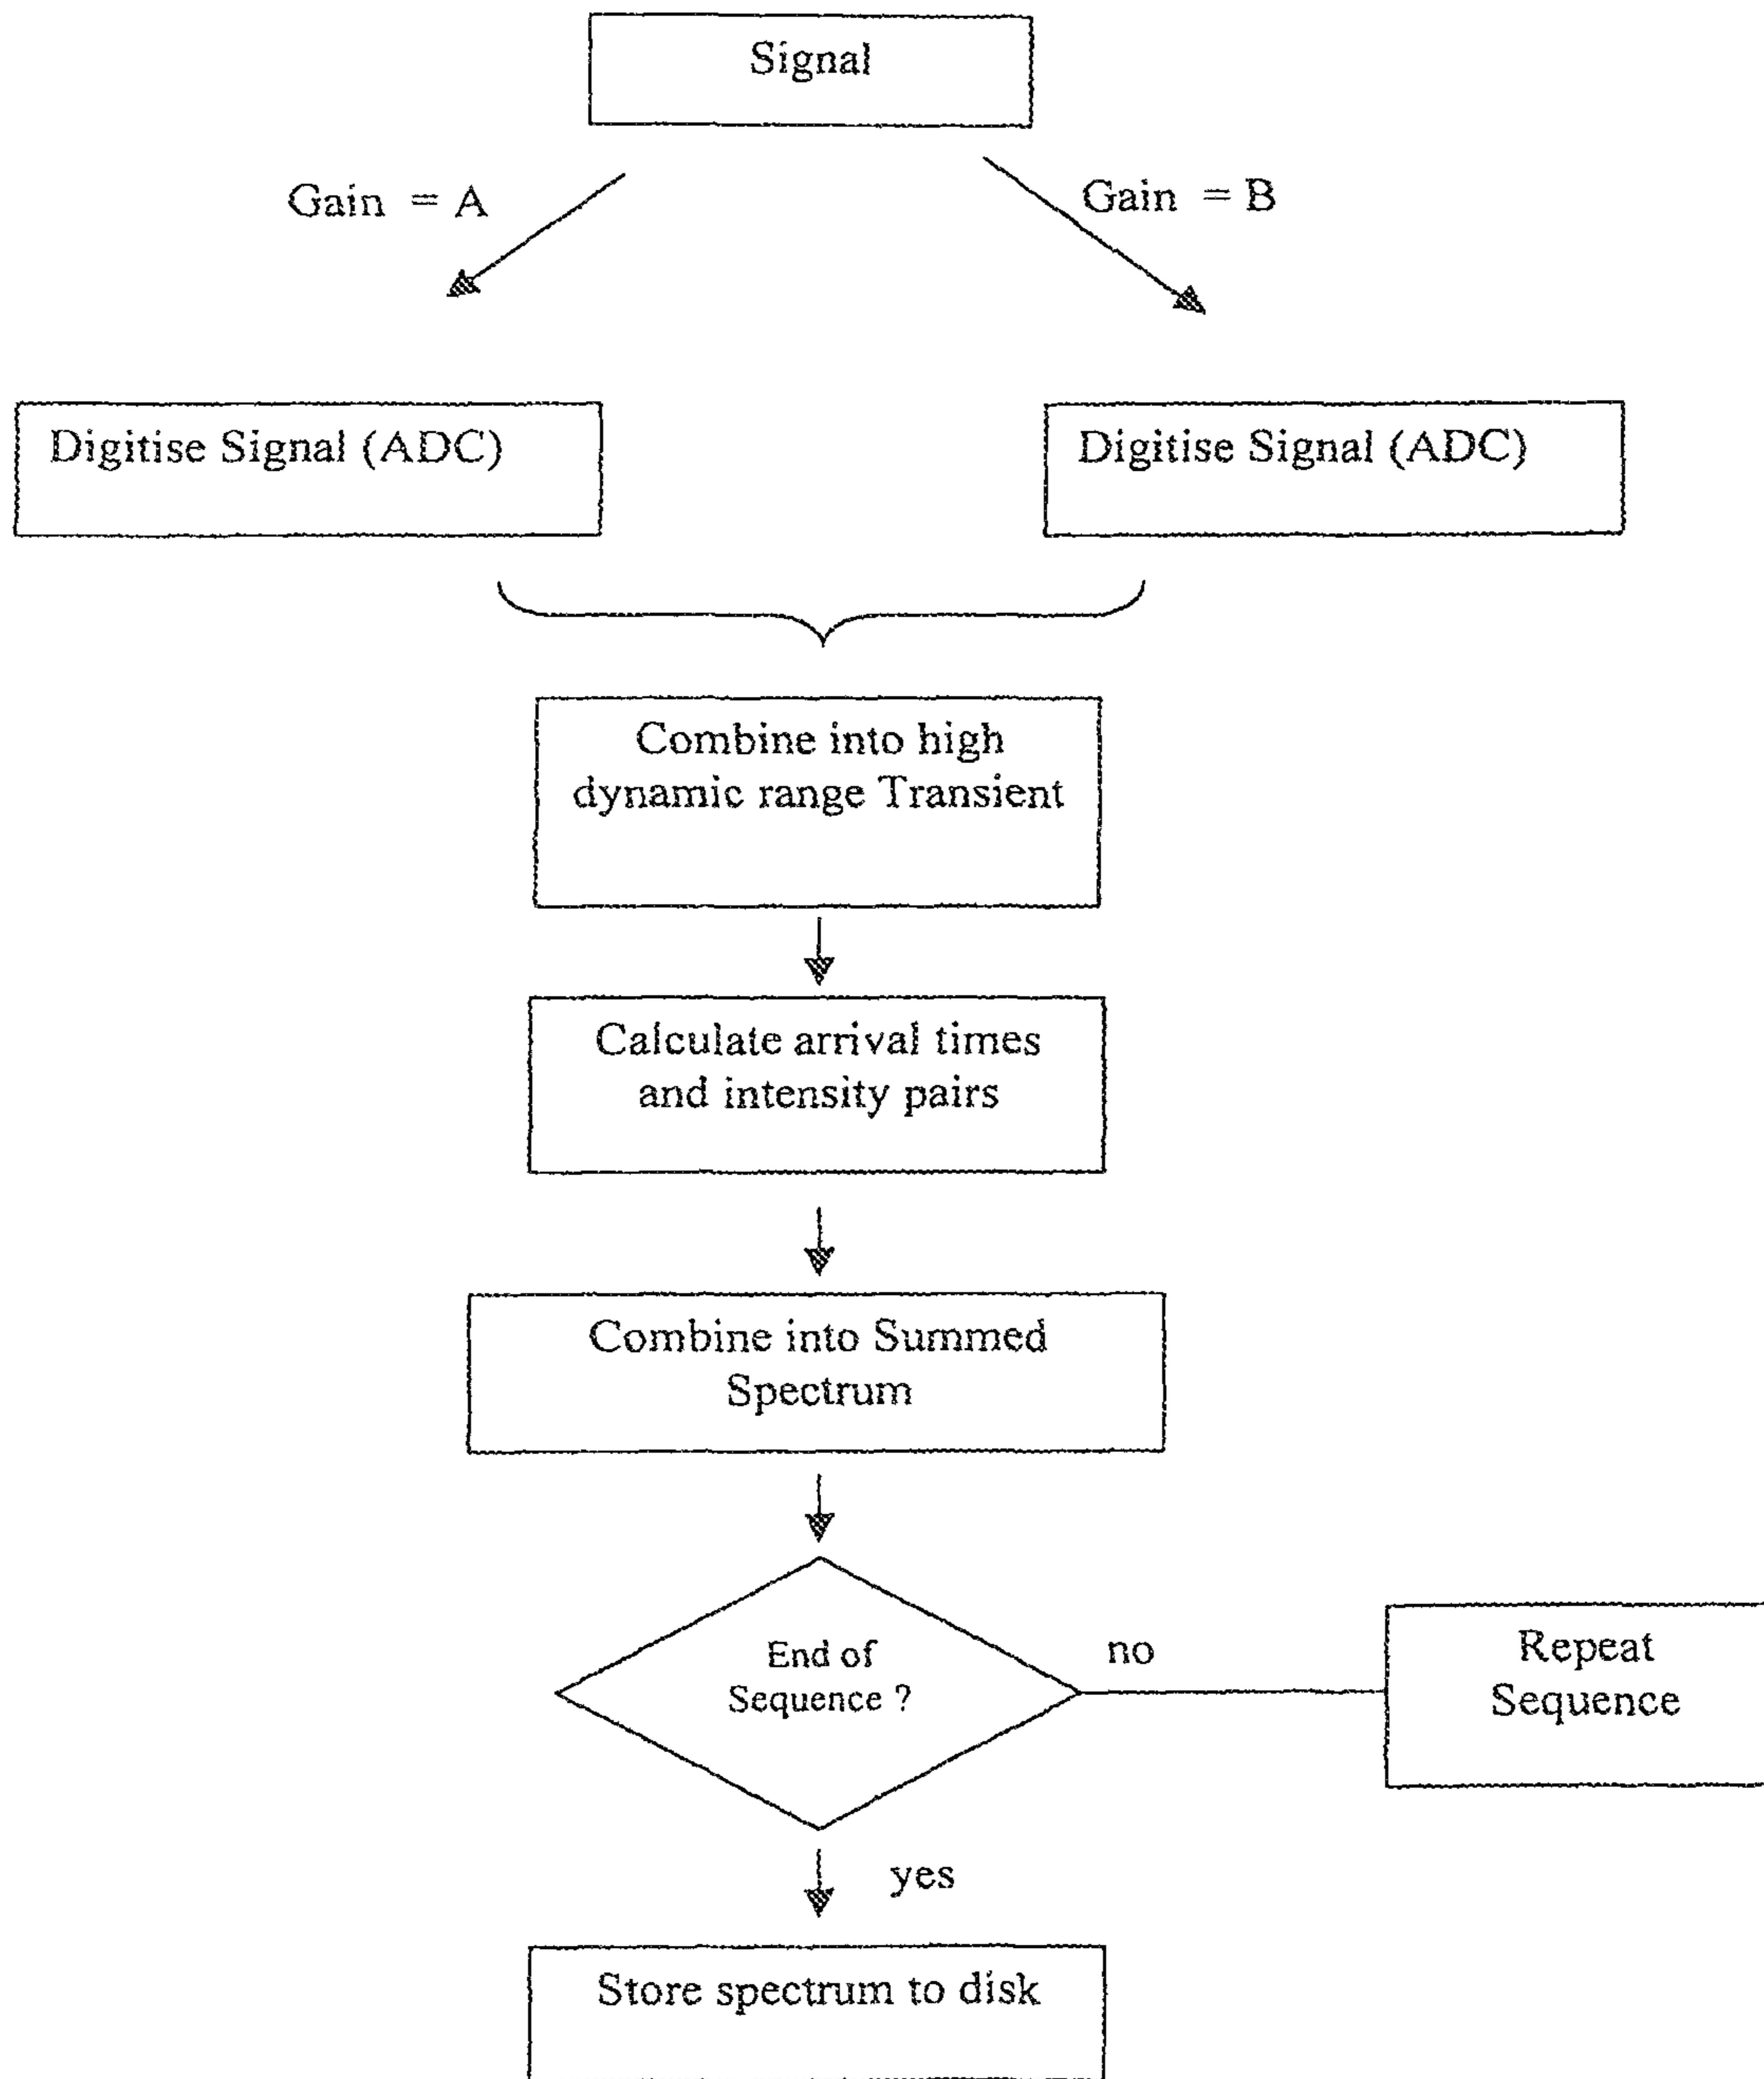 Signal
Gain = A
Gain = B
Digitise Signal (ADC)
Digitise Signal (ADC)
Combine into high
dynamic range Transient
Calculate arrival times
and intensity pairs
Combine into Summed
Spectrum
End of
Sequence ?
no
Repeat
Sequence
yes
Store spectrum to disk